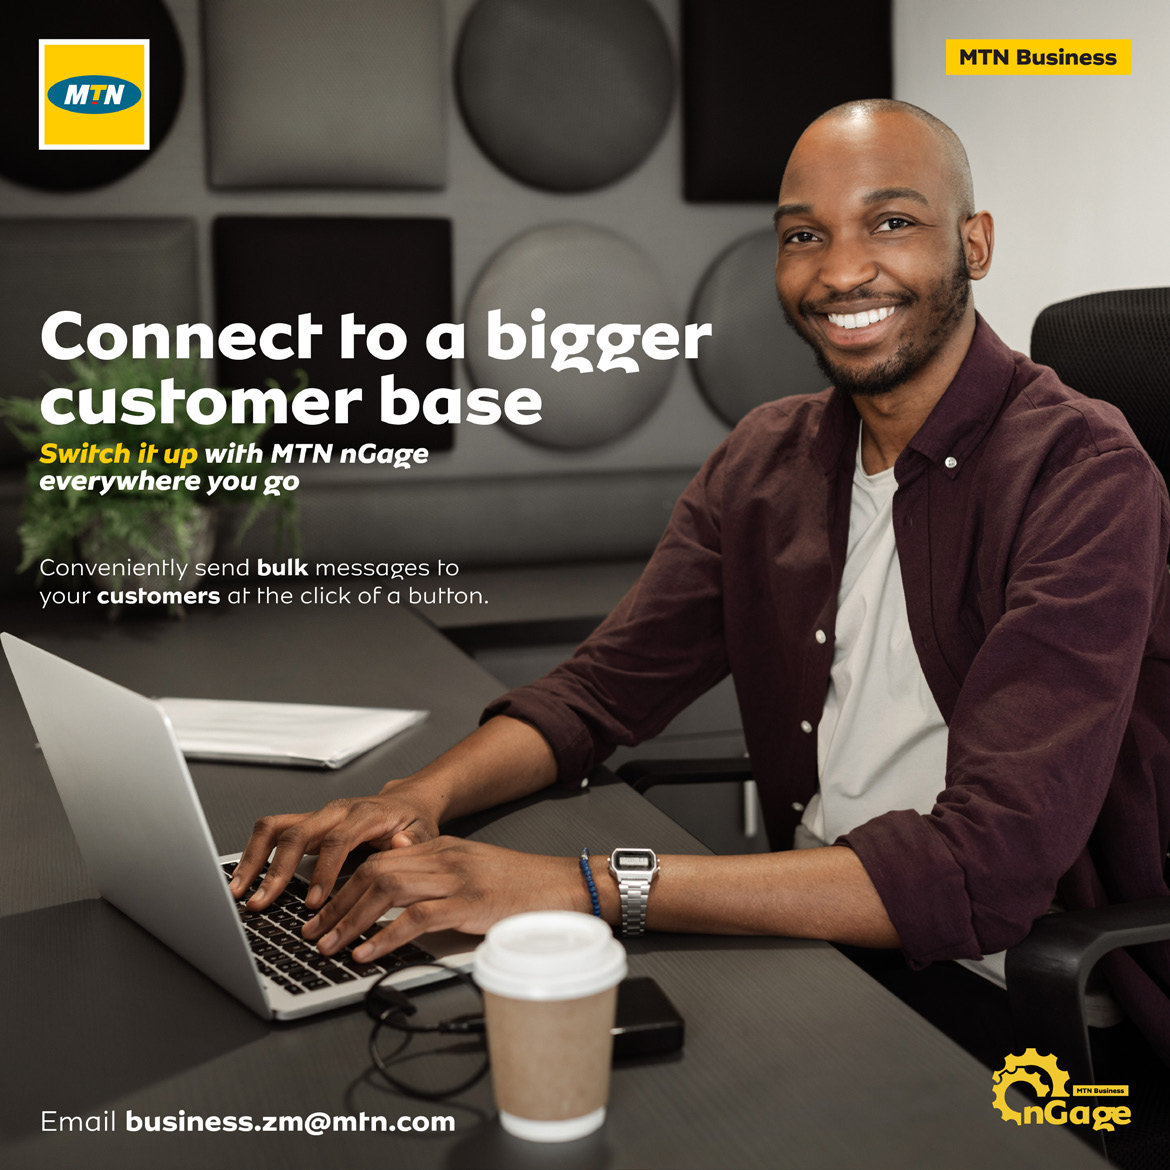 MTN
MTN Business
Connect to a bigger
customer base
Switch it up with MTN nGage
everywhere you go
Conveniently send bulk messages to
your customers at the click of a button.
Email business.zm@mtn.com
MTN Business
nGage